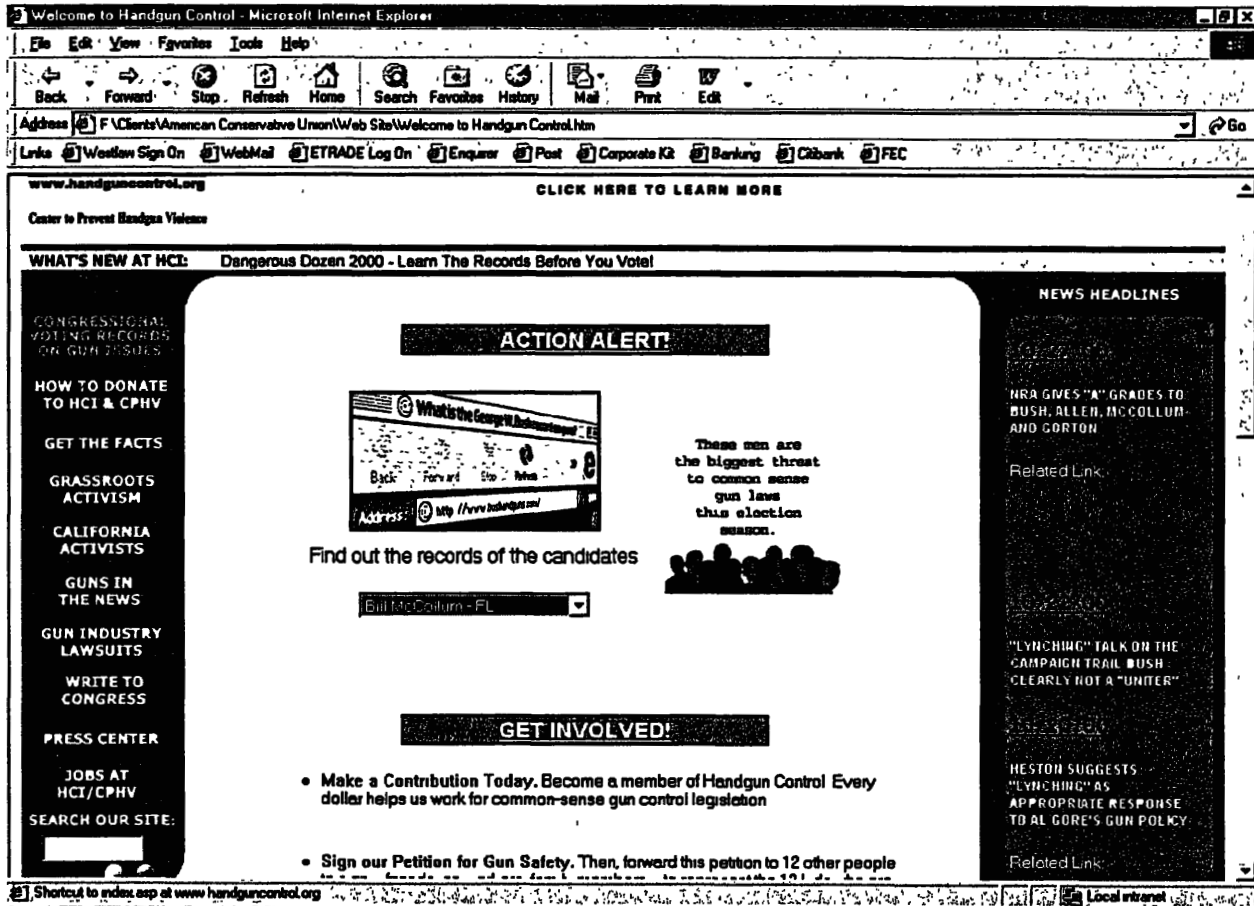 Welcome to Handgun Control - Microsoft Internet Explorer
File Edit View Favorites Tools Help
Back Forward Stop Refresh Home Search Favorites History Mail Print Edit
Address F \Clients\American Conservative Union\Web Site\Welcome to Handgun Control.htm Go
Links Westlaw Sign On WebMail ETRADE Log On Enquirer Post Corporate Kit Banking Citibank FEC
www.handguncontrol.org
CLICK HERE TO LEARN MORE
Center to Prevent Handgun Violence
WHAT'S NEW AT HCI: Dangerous Dozen 2000 - Learn The Records Before You Vote!
CONGRESSIONAL
VOTING RECORDS
ON GUN ISSUES
HOW TO DONATE
TO HCI & CPHV
GET THE FACTS
GRASSROOTS
ACTIVISM
CALIFORNIA
ACTIVISTS
GUNS IN
THE NEWS
GUN INDUSTRY
LAWSUITS
WRITE TO
CONGRESS
PRESS CENTER
JOBS AT
HCI/CPHV
SEARCH OUR SITE:
ACTION ALERT!
What is the George W. Bush
Back Forward Stop Refresh
Address: http //www.bushandguns.com/
Find out the records of the candidates
Bill McCollum - FL
These men are
the biggest threat
to common sense
gun laws
this election
season.
GET INVOLVED!
• Make a Contribution Today. Become a member of Handgun Control Every
dollar helps us work for common-sense gun control legislation
• Sign our Petition for Gun Safety. Then, forward this petition to 12 other people
NEWS HEADLINES
NRA GIVES "A" GRADES TO
BUSH, ALLEN, MCCOLLUM
AND GORTON
Related Link:
"LYNCHING" TALK ON THE
CAMPAIGN TRAIL BUSH
CLEARLY NOT A "UNITER"
HESTON SUGGESTS
"LYNCHING" AS
APPROPRIATE RESPONSE
TO AL GORE'S GUN POLICY
Related Link:
Shortcut to index.asp at www handguncontrol.org
Local intranet